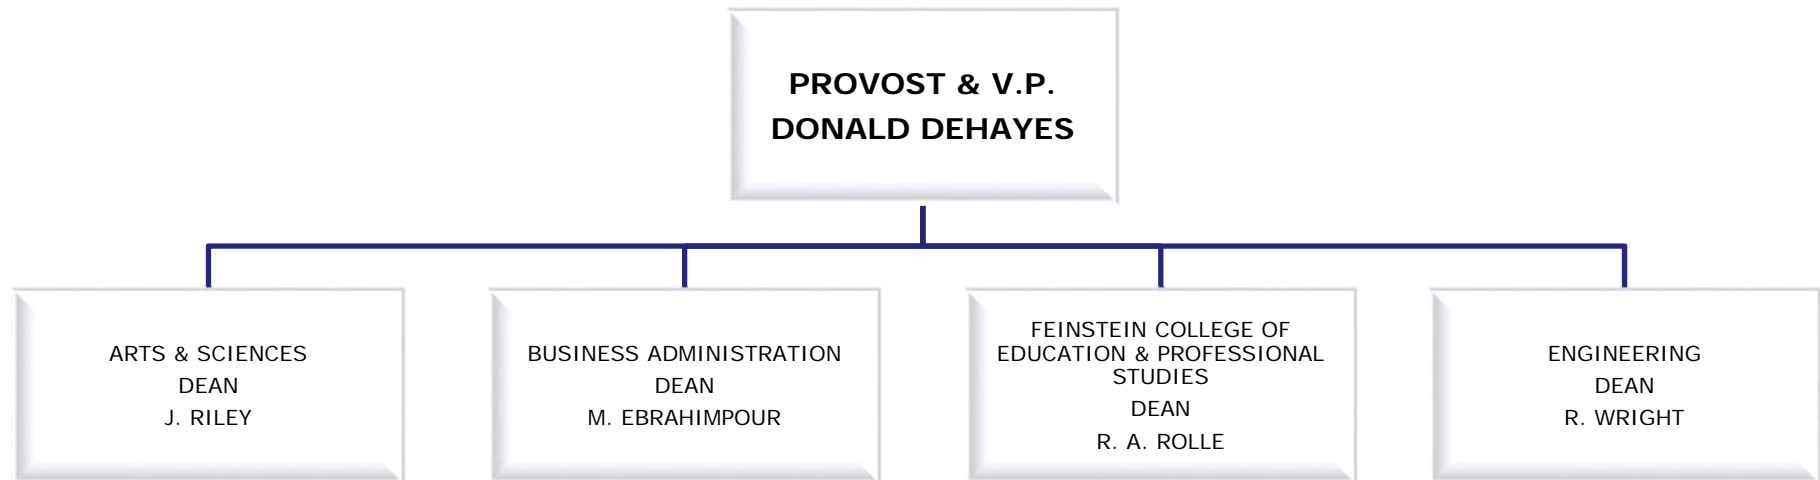 PROVOST & V.P.
DONALD DEHAYES
ARTS & SCIENCES
DEAN
J. RILEY
BUSINESS ADMINISTRATION
DEAN
M. EBRAHIMPOUR
FEINSTEIN COLLEGE OF
EDUCATION & PROFESSIONAL
STUDIES
DEAN
R. A. ROLLE
ENGINEERING
DEAN
R. WRIGHT